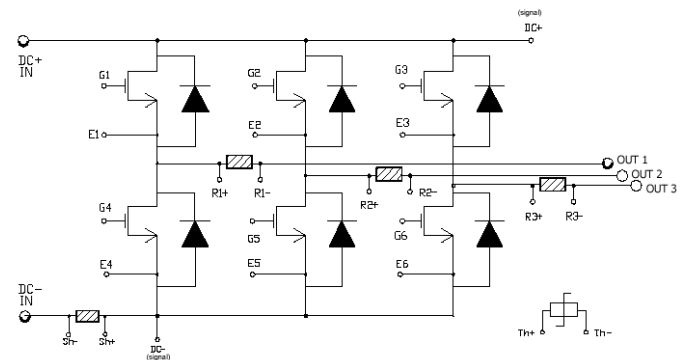 (signal)
DC+
DC+
IN
G1
G2
G3
E1
E2
E3
OUT 1
OUT 2
OUT 3
R1+
R1-
R2+
R2-
R3+
R3-
G4
G5
G6
E4
E5
E6
DC-
IN
Sh-
Sh+
DC-
(signal)
Th+
Th-